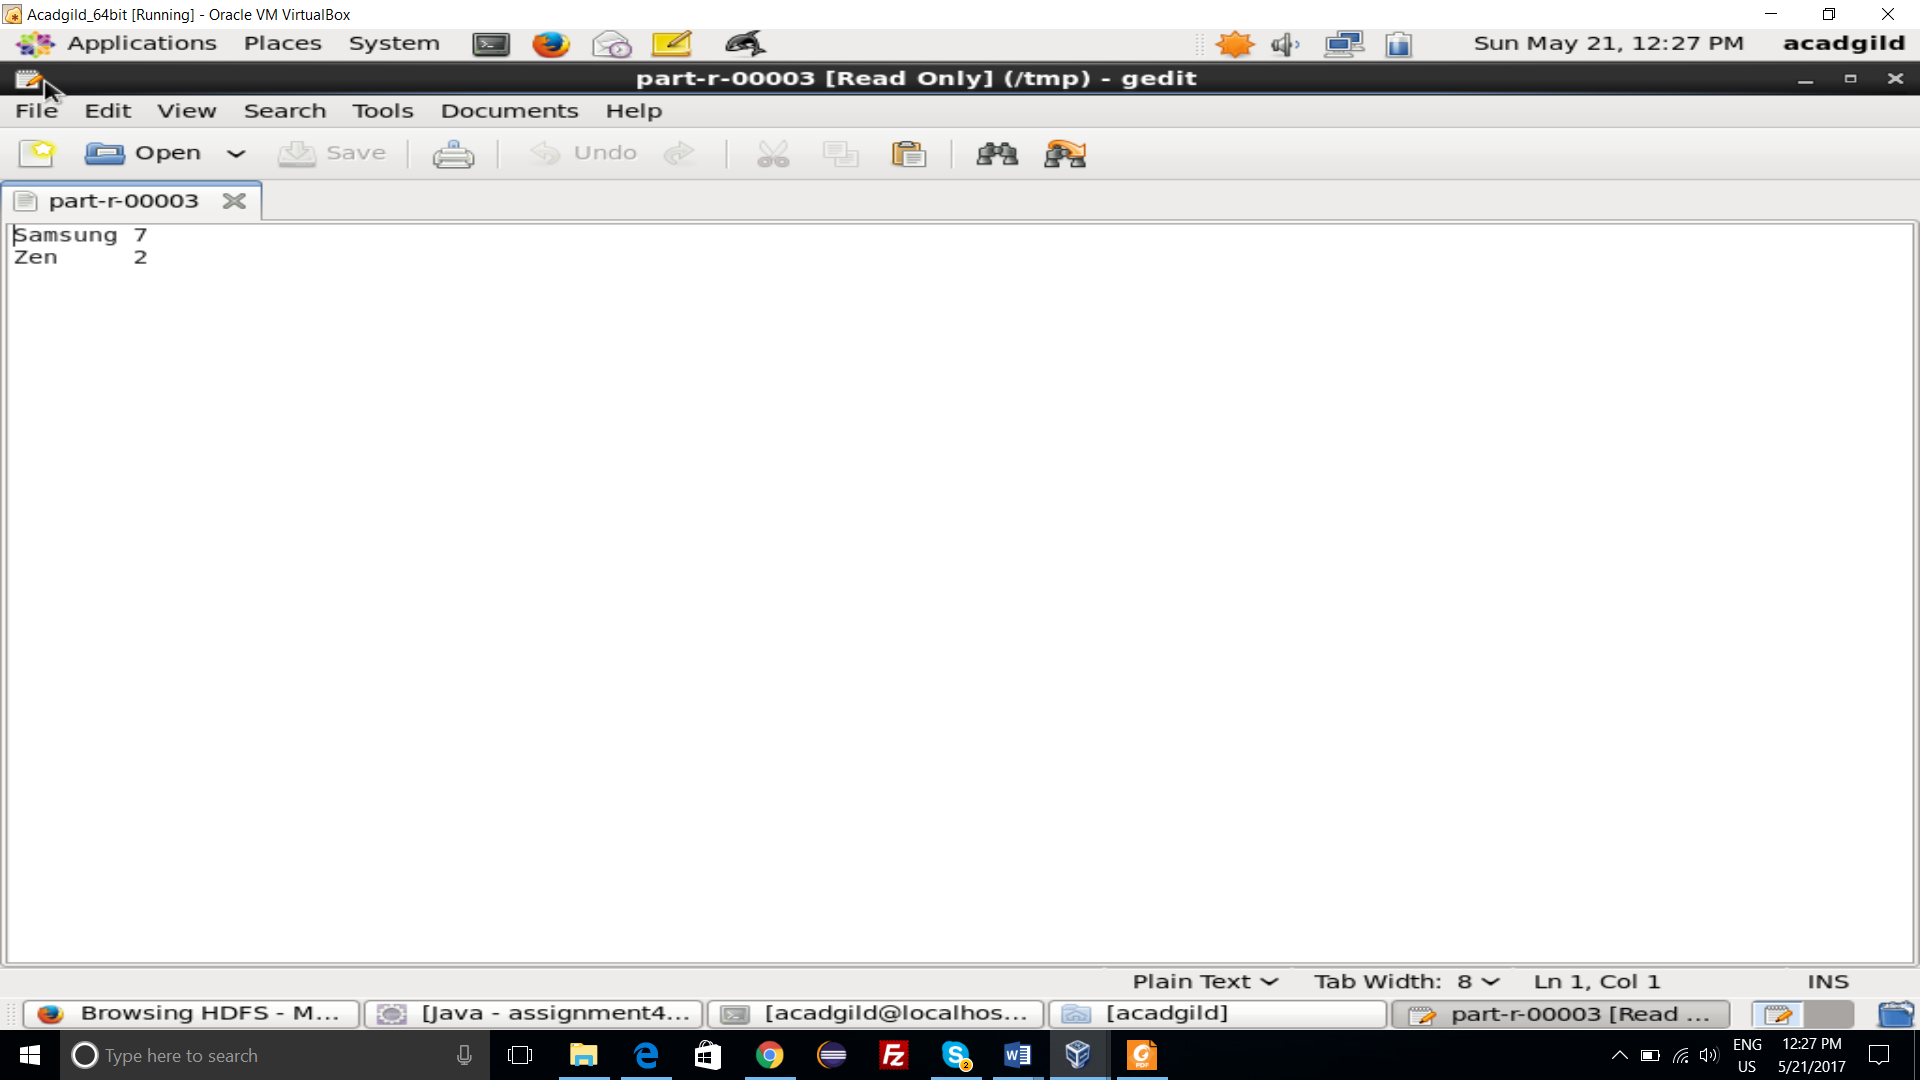 Acadgild_64bit [Running] - Oracle VM VirtualBox
Applications Places System Sun May 21, 12:27 PM acadgild
part-r-00003 [Read Only] (/tmp) - gedit
File Edit View Search Tools Documents Help
Open Save Undo
part-r-00003
Samsung 7
Zen 2
Plain Text Tab Width: 8 Ln 1, Col 1 INS
Browsing HDFS - M... [Java - assignment4... [acadgild@localhos... [acadgild] part-r-00003 [Read ...
Type here to search
ENG 12:27 PM
US 5/21/2017